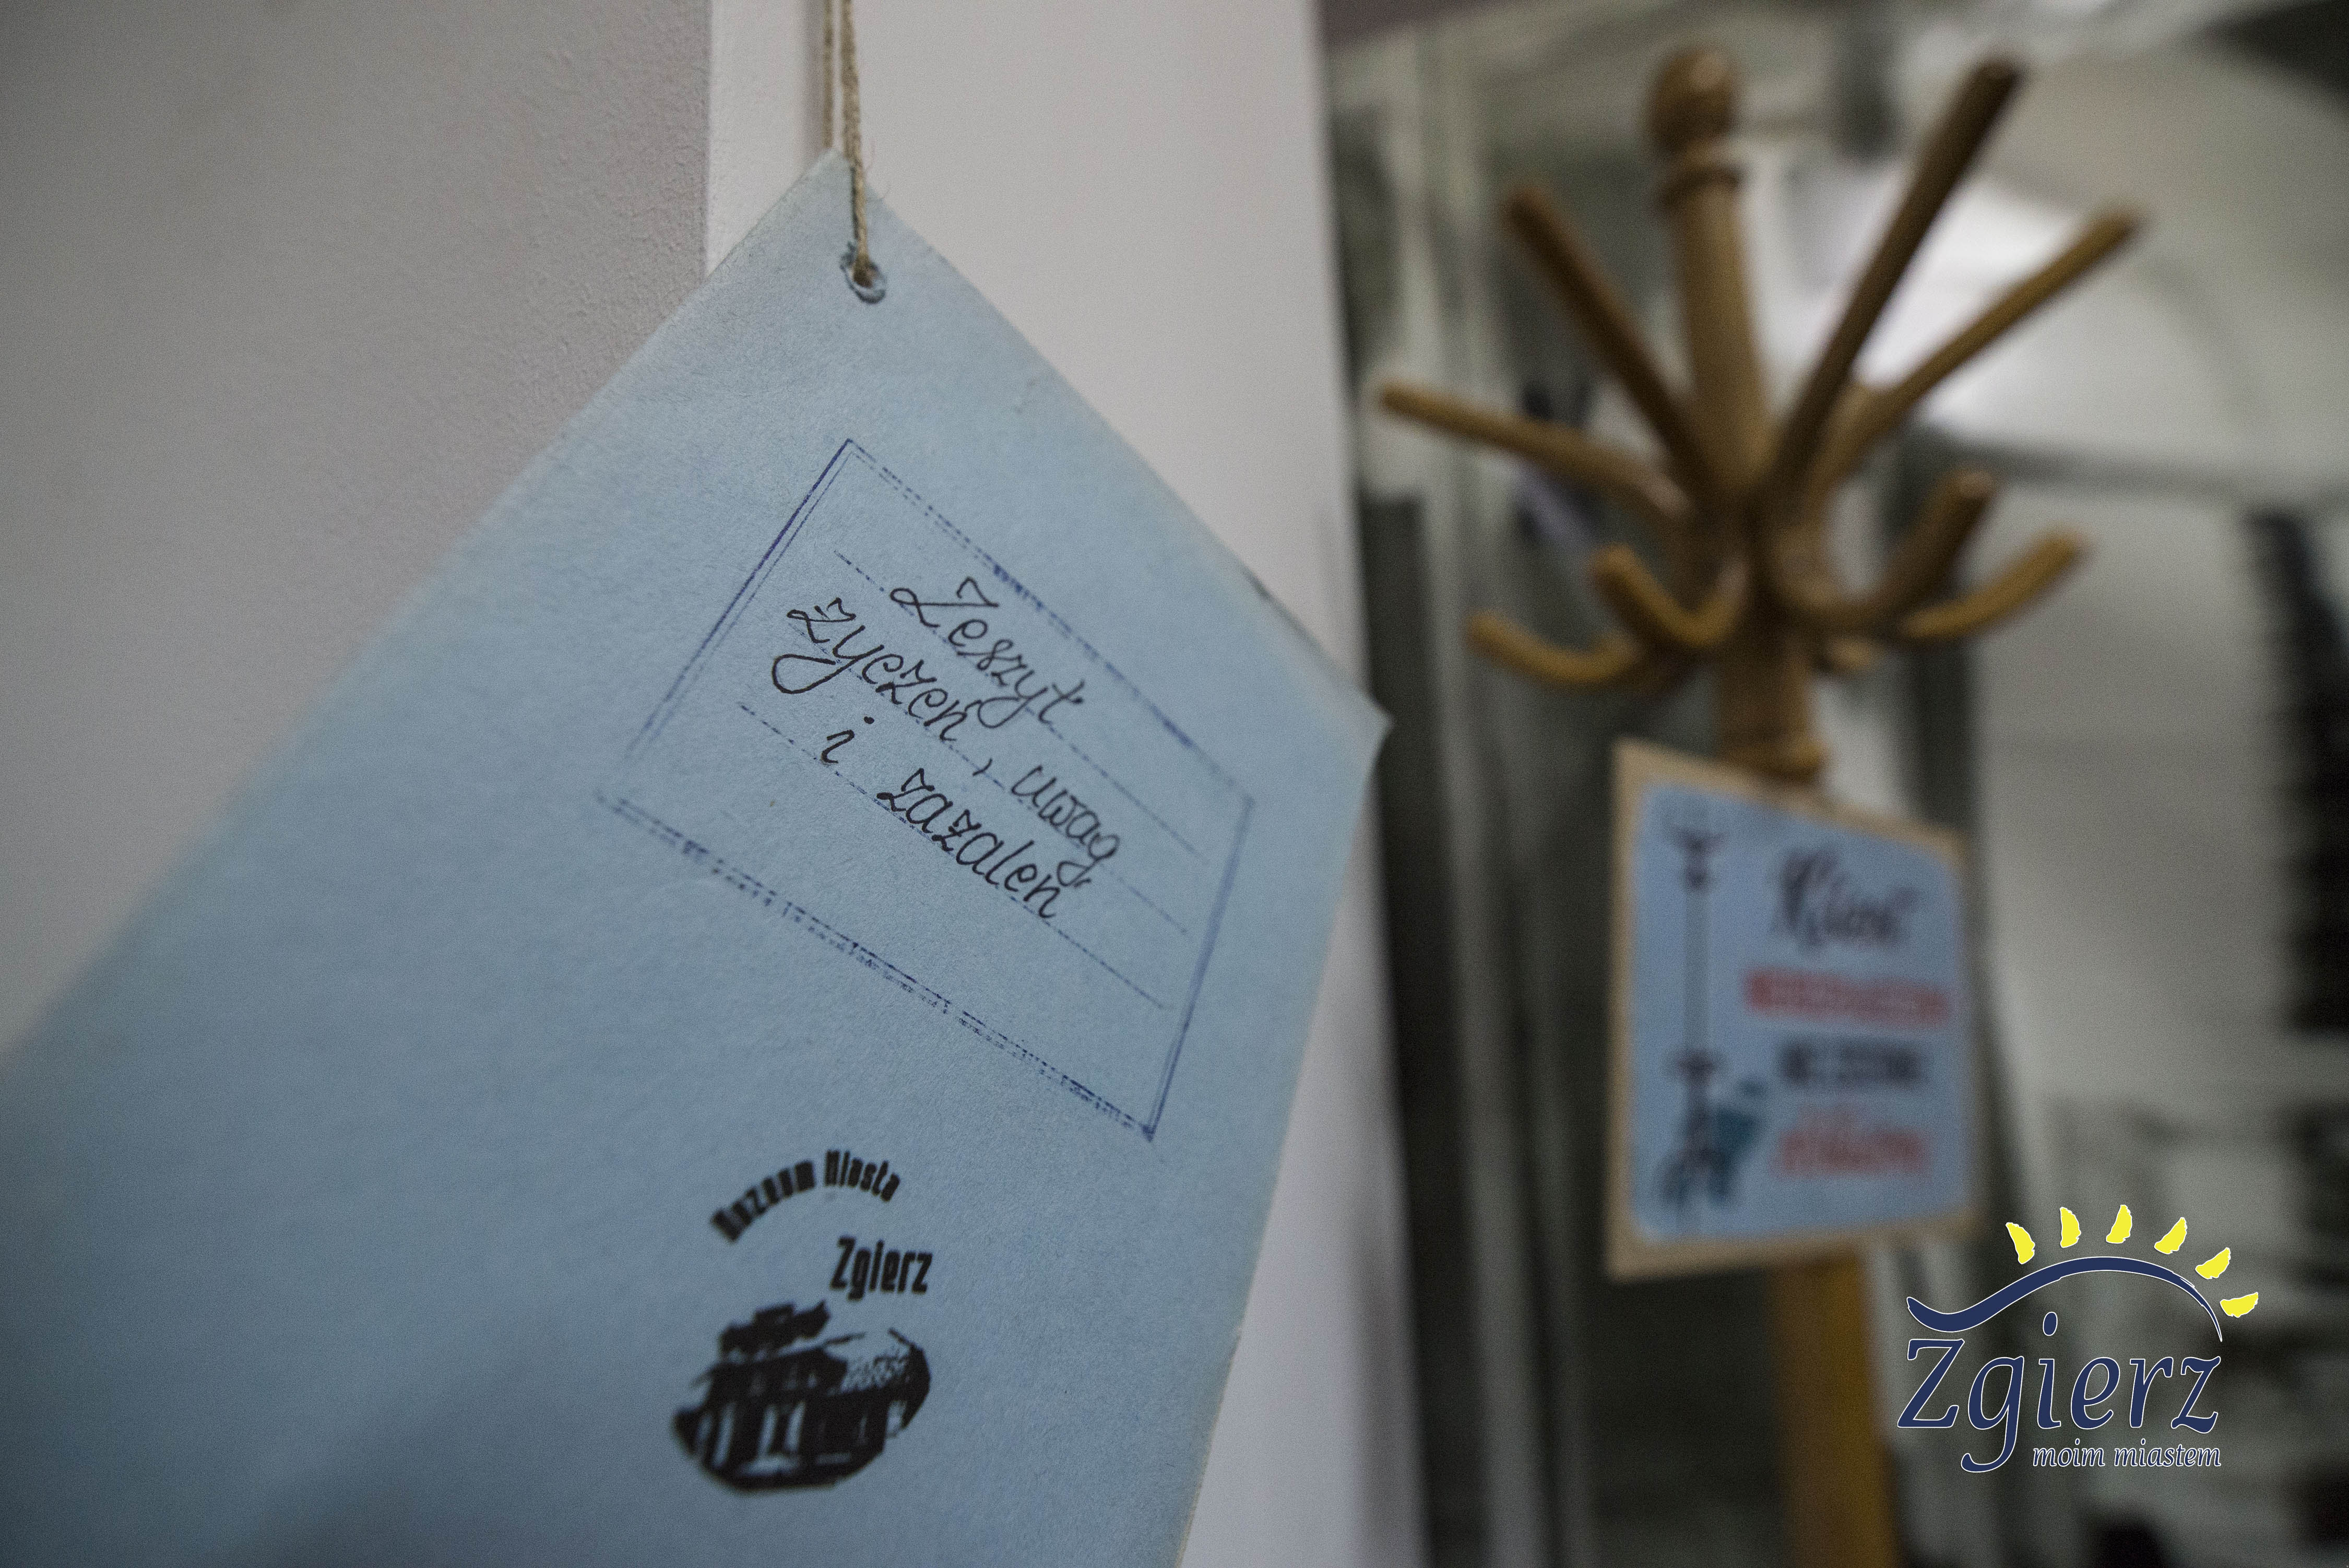 Zeszyt
życzeń, uwag
i zażaleń
Muzeum Miasta
Zgierz
Zgierz
moim miastem